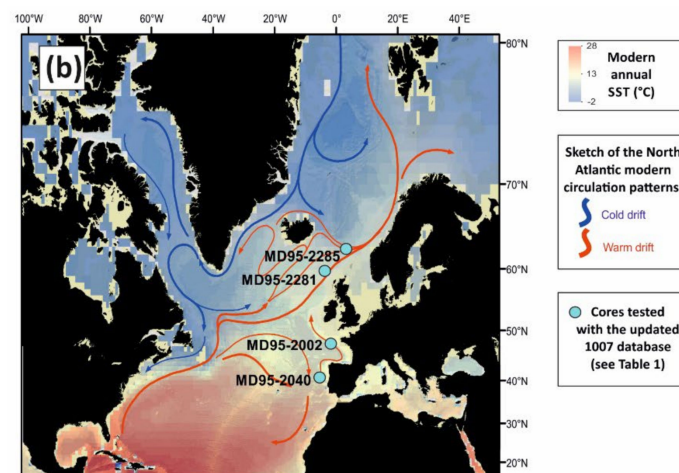 100°W 60°W 40°W 20°W 0° 20°E 40°E
(b)
80°N
70°N
60°N
50°N
40°N
30°N
20°N
MD95-2285
MD95-2281
MD95-2002
MD95-2040
28
13
-2
Modern
annual
SST (°C)
Sketch of the North
Atlantic modern
circulation patterns
Cold drift
Warm drift
Cores tested
with the updated
1007 database
(see Table 1)